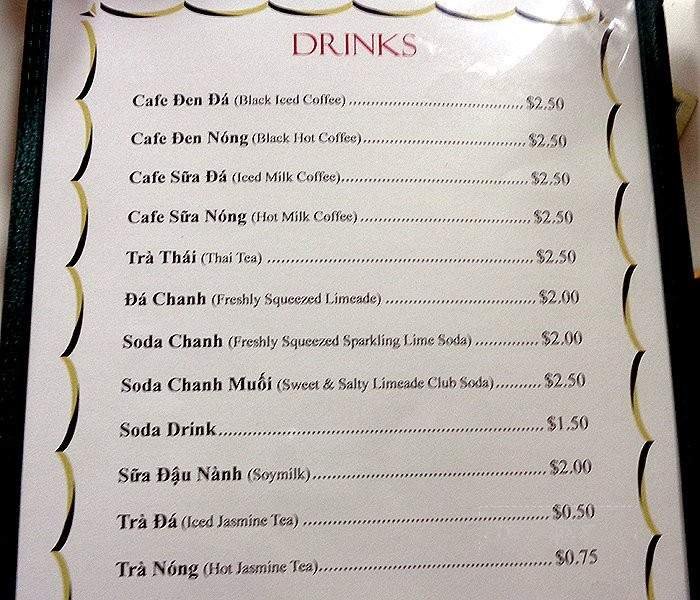 DRINKS
Cafe Đen Đá (Black Iced Coffee) $2.50
Cafe Đen Nóng (Black Hot Coffee) $2.50
Cafe Sữa Đá (Iced Milk Coffee) $2.50
Cafe Sữa Nóng (Hot Milk Coffee) $2.50
Trà Thái (Thai Tea) $2.50
Đá Chanh (Freshly Squeezed Limeade) $2.00
Soda Chanh (Freshly Squeezed Sparkling Lime Soda) $2.00
Soda Chanh Muối (Sweet & Salty Limeade Club Soda) $2.50
Soda Drink $1.50
Sữa Đậu Nành (Soymilk) $2.00
Trà Đá (Iced Jasmine Tea) $0.50
Trà Nóng (Hot Jasmine Tea) $0.75